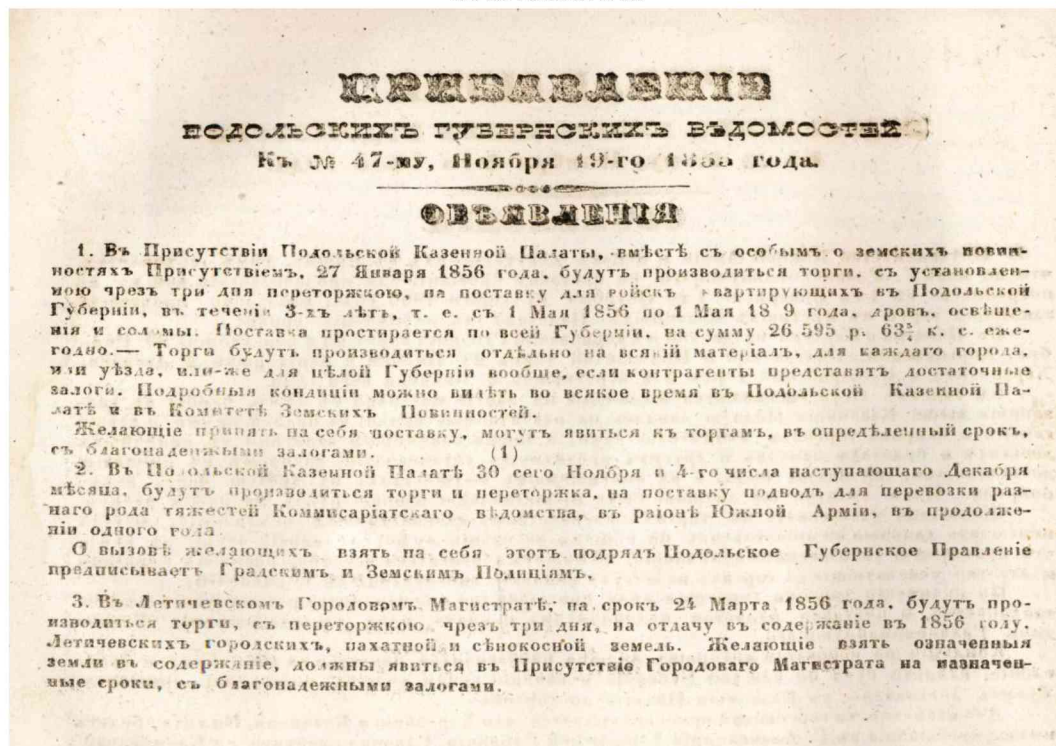 ПРИБАВЛЕНІЕ
ПОДОЛЬСКИХЪ ГУБЕРНСКИХЪ ВѢДОМОСТЕЙ
Къ № 47-му, Ноября 19-го 1855 года.
ОБЪЯВЛЕНІЯ
1. Въ Присутствіи Подольской Казенной Палаты, вмѣстѣ съ особымъ о земскихъ повин-
ностяхъ Присутствіемъ, 27 Января 1856 года, будутъ производиться торги, съ установлен-
ною чрезъ три дня переторжкою, на поставку для войскъ квартирующихъ въ Подольской
Губерніи, въ теченіи 3-хъ лѣтъ, т. е. съ 1 Мая 1856 по 1 Мая 18 9 года, дровъ, освѣще-
нія и соломы. Поставка простирается по всей Губерніи, на сумму 26 595 р. 63 к. с. еже-
годно.— Торги будутъ производиться отдѣльно на всякій матеріалъ, для каждаго города,
или уѣзда, или-же для цѣлой Губерніи вообще, если контрагенты представятъ достаточные
залоги. Подробныя кондиціи можно видѣть во всякое время въ Подольской Казенной Па-
латѣ и въ Комитетѣ Земскихъ Повинностей.
Желающіе принять на себя поставку, могутъ явиться къ торгамъ, въ опредѣленный срокъ,
съ благонадежными залогами. (1)
2. Въ Подольской Казенной Палатѣ 30 сего Ноября и 4-го числа наступающаго Декабря
мѣсяца, будутъ производиться торги и переторжка, на поставку подводъ для перевозки раз-
наго рода тяжестей Коммисаріатскаго вѣдомства, въ раіонѣ Южной Арміи, въ продолже-
ніи одного года.
О вызовѣ желающихъ взять на себя этотъ подрядъ Подольское Губернское Правленіе
предписываетъ Градскимъ и Земскимъ Полиціямъ.
3. Въ Летичевскомъ Городовомъ Магистратѣ, на срокъ 24 Марта 1856 года, будутъ про-
изводиться торги, съ переторжкою чрезъ три дня, на отдачу въ содержаніе въ 1856 году,
Летичевскихъ городскихъ, пахатной и сѣнокосной земель. Желающіе взять означенныя
земли въ содержаніе, должны явиться въ Присутствіе Городоваго Магистрата на назначен-
ные сроки, съ благонадежными залогами.